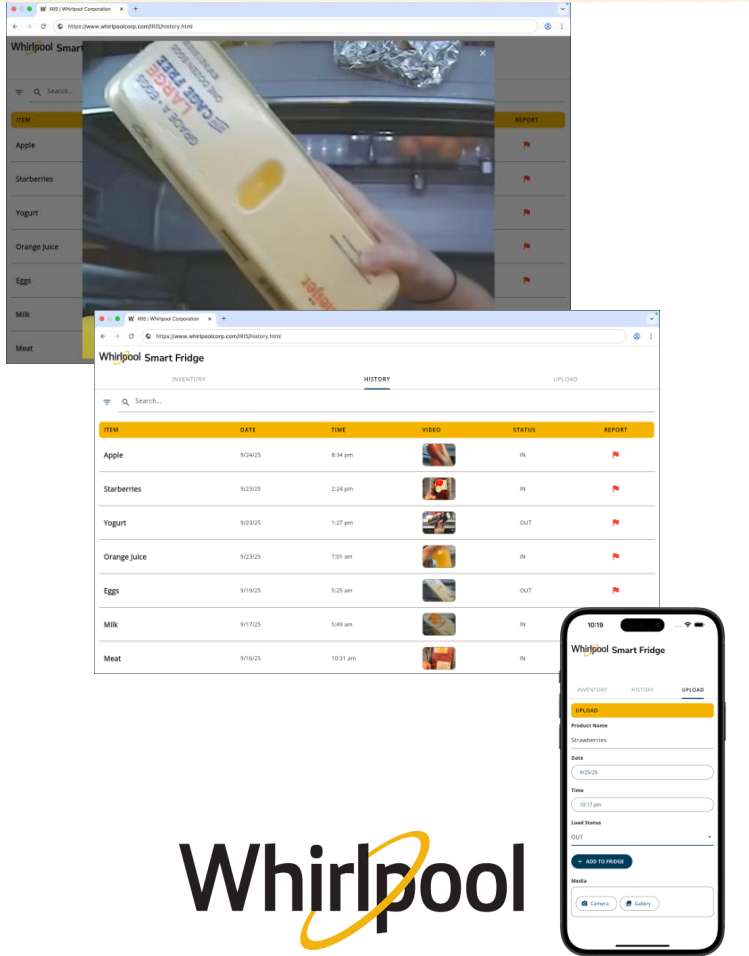 IRIS | Whirlpool Corporation
https://www.whirlpoolcorp.com/IRIS/history.html
Whirlpool Smart
Search...
ITEM REPORT
Apple
Starberries
Yogurt
Orange Juice
Eggs
Milk
Meat
GRADE A • EGGS
LARGE
CAGE FREE
ONE DOZEN EGGS
meijer
IRIS | Whirlpool Corporation
https://www.whirlpoolcorp.com/IRIS/history.html
Whirlpool Smart Fridge
INVENTORY HISTORY UPLOAD
Search...
ITEM DATE TIME VIDEO STATUS REPORT
Apple 9/24/25 8:34 pm IN
Starberries 9/23/25 2:24 pm IN
Yogurt 9/23/25 1:27 pm OUT
Orange Juice 9/23/25 7:01 am IN
Eggs 9/19/25 5:25 am OUT
Milk 9/17/25 5:49 am IN
Meat 9/16/25 10:31 am IN
10:19
Whirlpool Smart Fridge
INVENTORY HISTORY UPLOAD
UPLOAD
Product Name
Strawberries
Date
9/25/25
Time
10:17 pm
Load Status
OUT
+ ADD TO FRIDGE
Media
Camera Gallery
Whirlpool